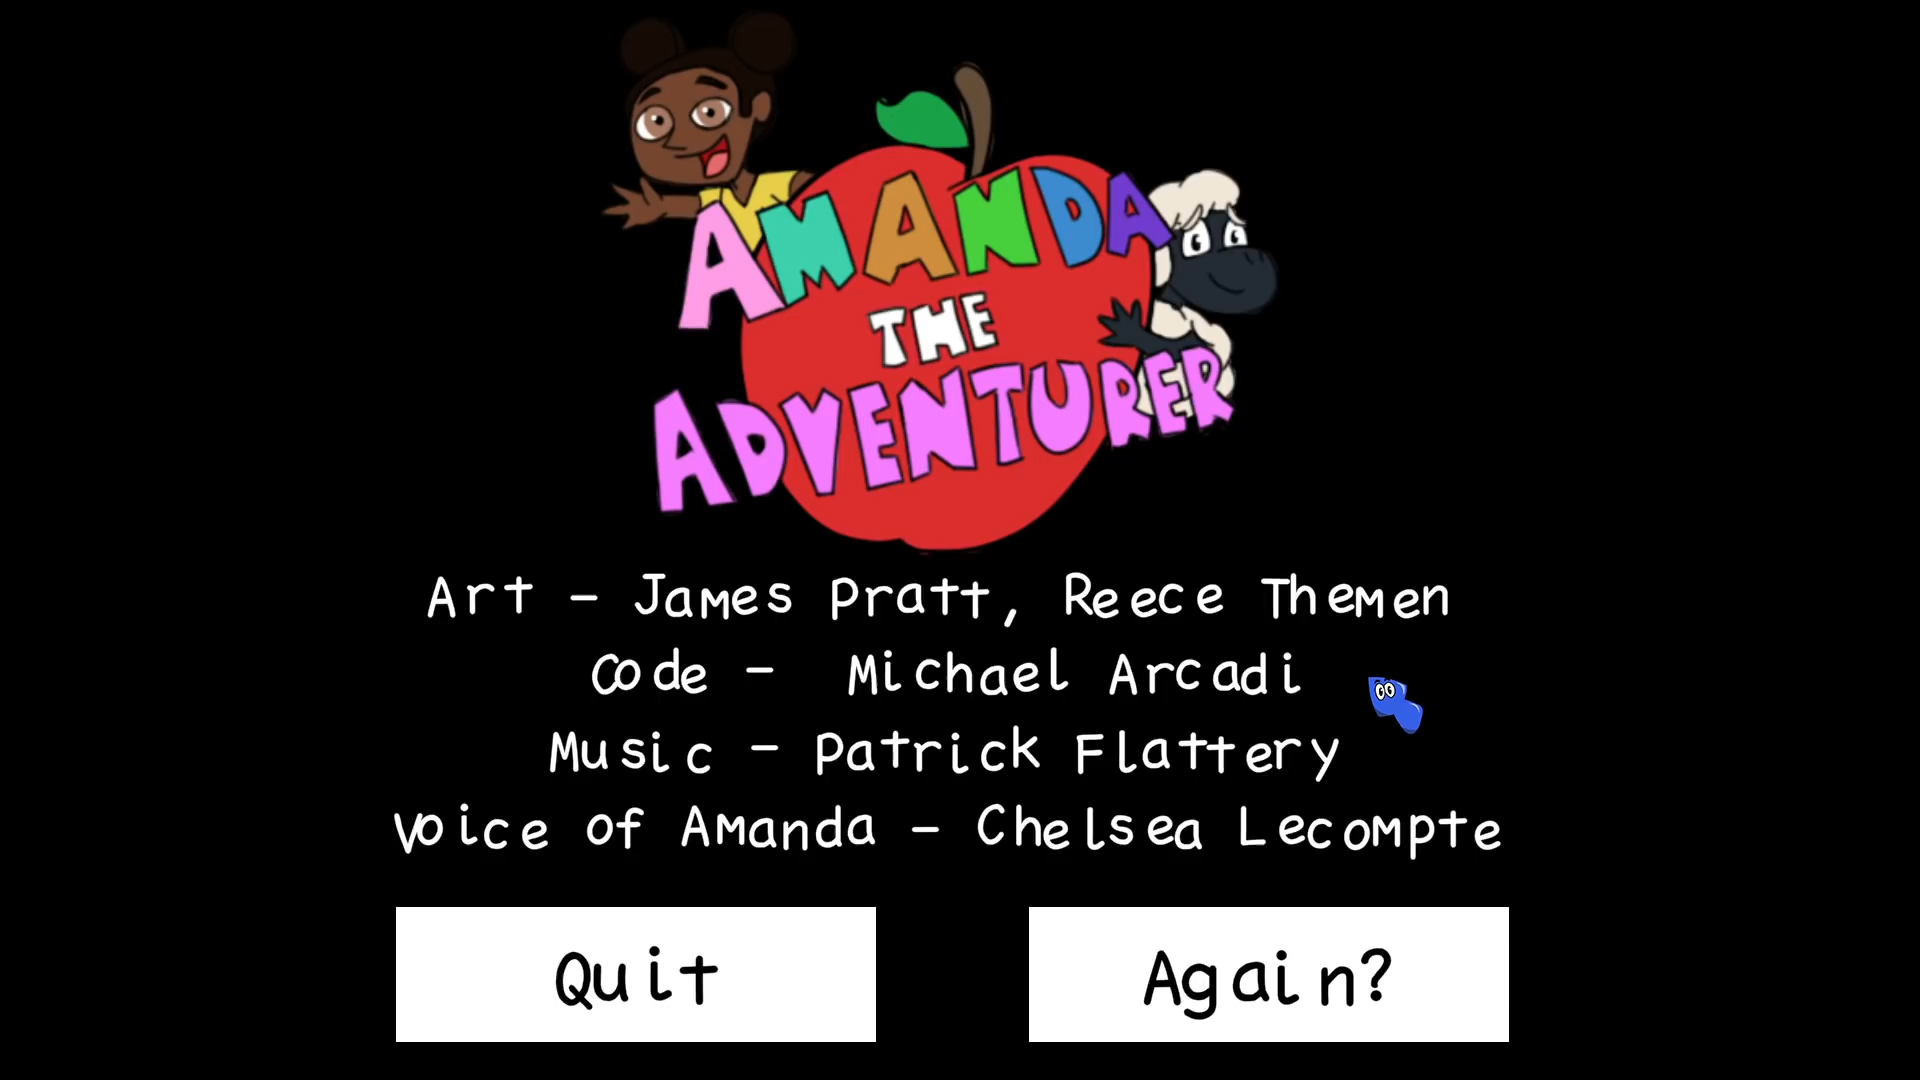 AMANDA
THE
ADVENTURER
Art - James Pratt, Reece Themen
Code - Michael Arcadi
Music - Patrick Flattery
Voice of Amanda - Chelsea Lecompte
Quit
Again?